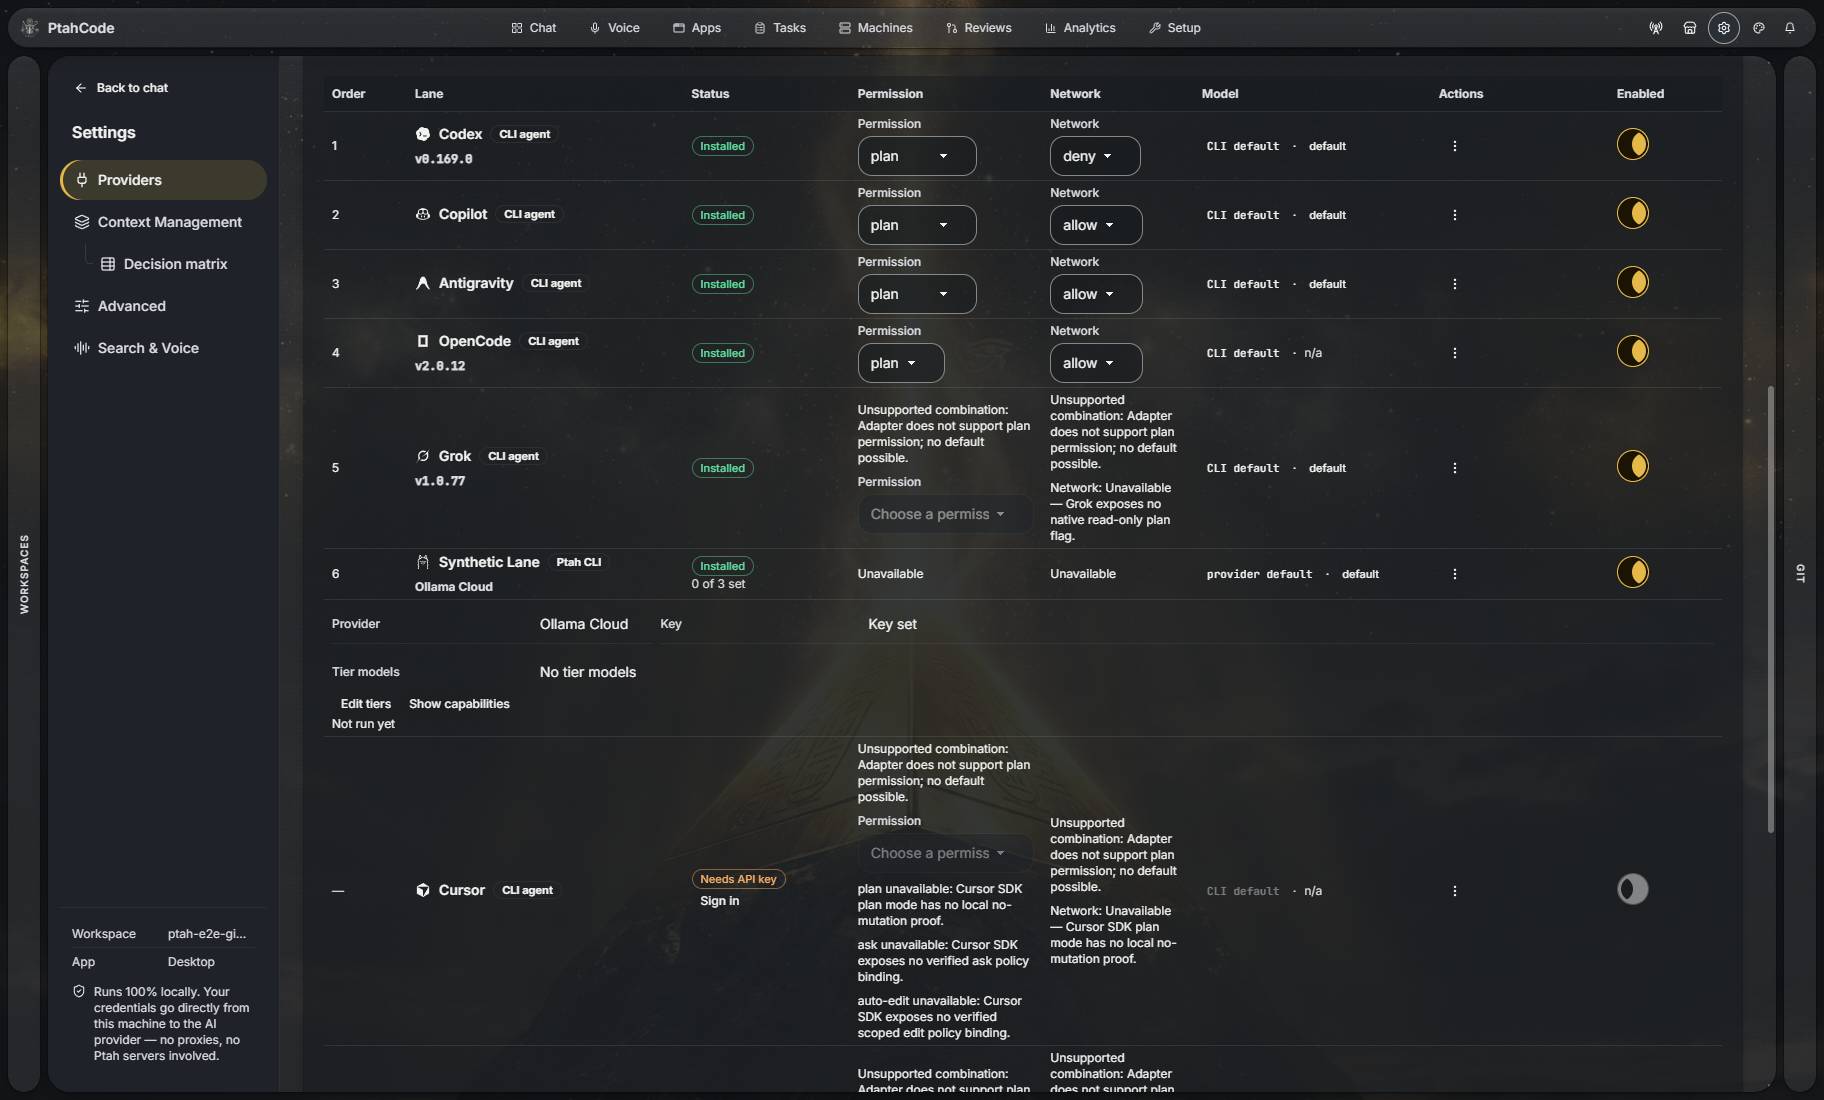 PtahCode
Chat
Voice
Apps
Tasks
Machines
Reviews
Analytics
Setup
WORKSPACES
Back to chat
Settings
Providers
Context Management
Decision matrix
Advanced
Search & Voice
Workspace ptah-e2e-gi...
App Desktop
Runs 100% locally. Your
credentials go directly from
this machine to the AI
provider — no proxies, no
Ptah servers involved.
Order Lane Status Permission Network Model Actions Enabled
1
Codex CLI agent
v0.169.0
Installed
Permission
plan
Network
deny
CLI default · default
2
Copilot CLI agent
Installed
Permission
plan
Network
allow
CLI default · default
3
Antigravity CLI agent
Installed
Permission
plan
Network
allow
CLI default · default
4
OpenCode CLI agent
v2.0.12
Installed
Permission
plan
Network
allow
CLI default · n/a
5
Grok CLI agent
v1.0.77
Installed
Unsupported combination:
Adapter does not support plan
permission; no default
possible.
Permission
Choose a permiss
Unsupported
combination: Adapter
does not support plan
permission; no default
possible.
Network: Unavailable
— Grok exposes no
native read-only plan
flag.
CLI default · default
6
Synthetic Lane Ptah CLI
Ollama Cloud
Installed
0 of 3 set
Unavailable
Unavailable
provider default · default
Provider Ollama Cloud Key Key set
Tier models No tier models
Edit tiers Show capabilities
Not run yet
—
Cursor CLI agent
Needs API key
Sign in
Unsupported combination:
Adapter does not support plan
permission; no default
possible.
Permission
Choose a permiss
plan unavailable: Cursor SDK
plan mode has no local no-
mutation proof.
ask unavailable: Cursor SDK
exposes no verified ask policy
binding.
auto-edit unavailable: Cursor
SDK exposes no verified
scoped edit policy binding.
Unsupported
combination: Adapter
does not support plan
permission; no default
possible.
Network: Unavailable
— Cursor SDK plan
mode has no local no-
mutation proof.
CLI default · n/a
Unsupported combination:
Adapter does not support plan
Unsupported
combination: Adapter
does not support plan
GIT